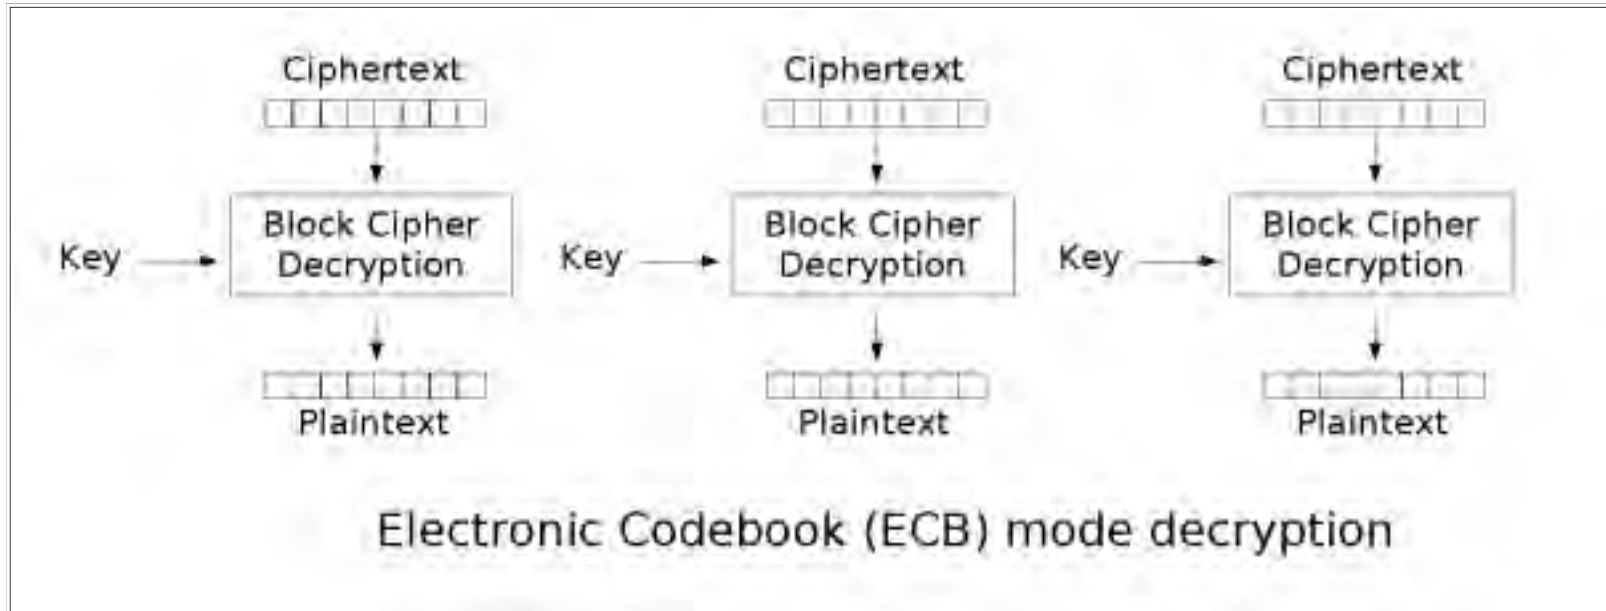 Ciphertext
Ciphertext
Ciphertext
Key
Block Cipher
Decryption
Key
Block Cipher
Decryption
Key
Block Cipher
Decryption
Plaintext
Plaintext
Plaintext
Electronic Codebook (ECB) mode decryption